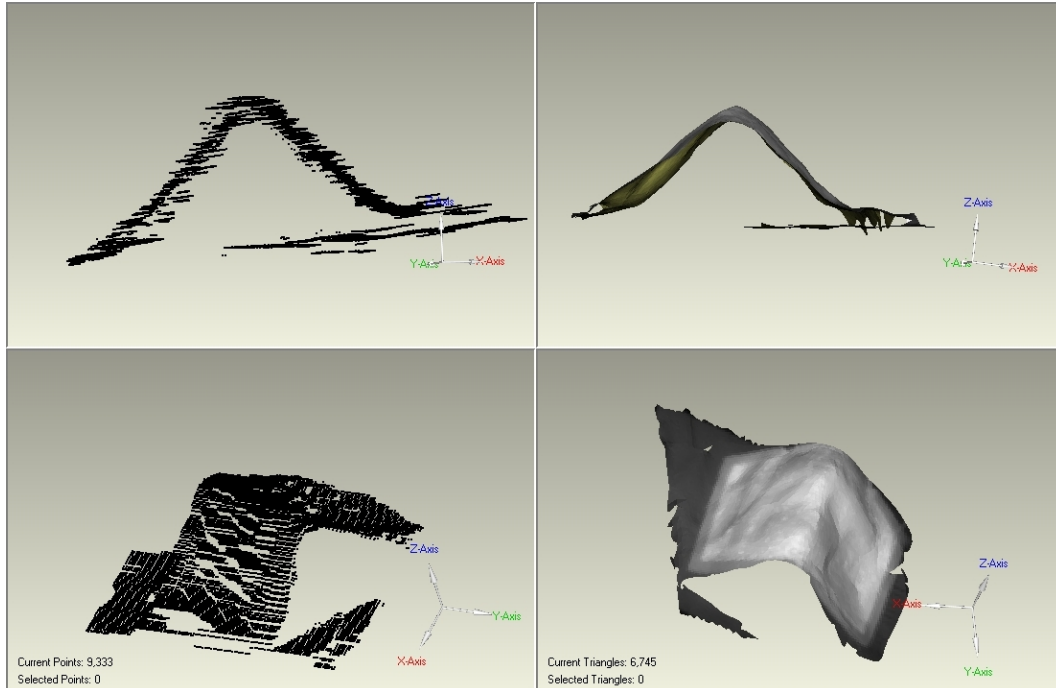 Z-Axis
Y-Axis X-Axis
Z-Axis
Y-Axis X-Axis
Z-Axis
Y-Axis
X-Axis
Current Points: 9,333
Selected Points: 0
Z-Axis
X-Axis
Y-Axis
Current Triangles: 6,745
Selected Triangles: 0